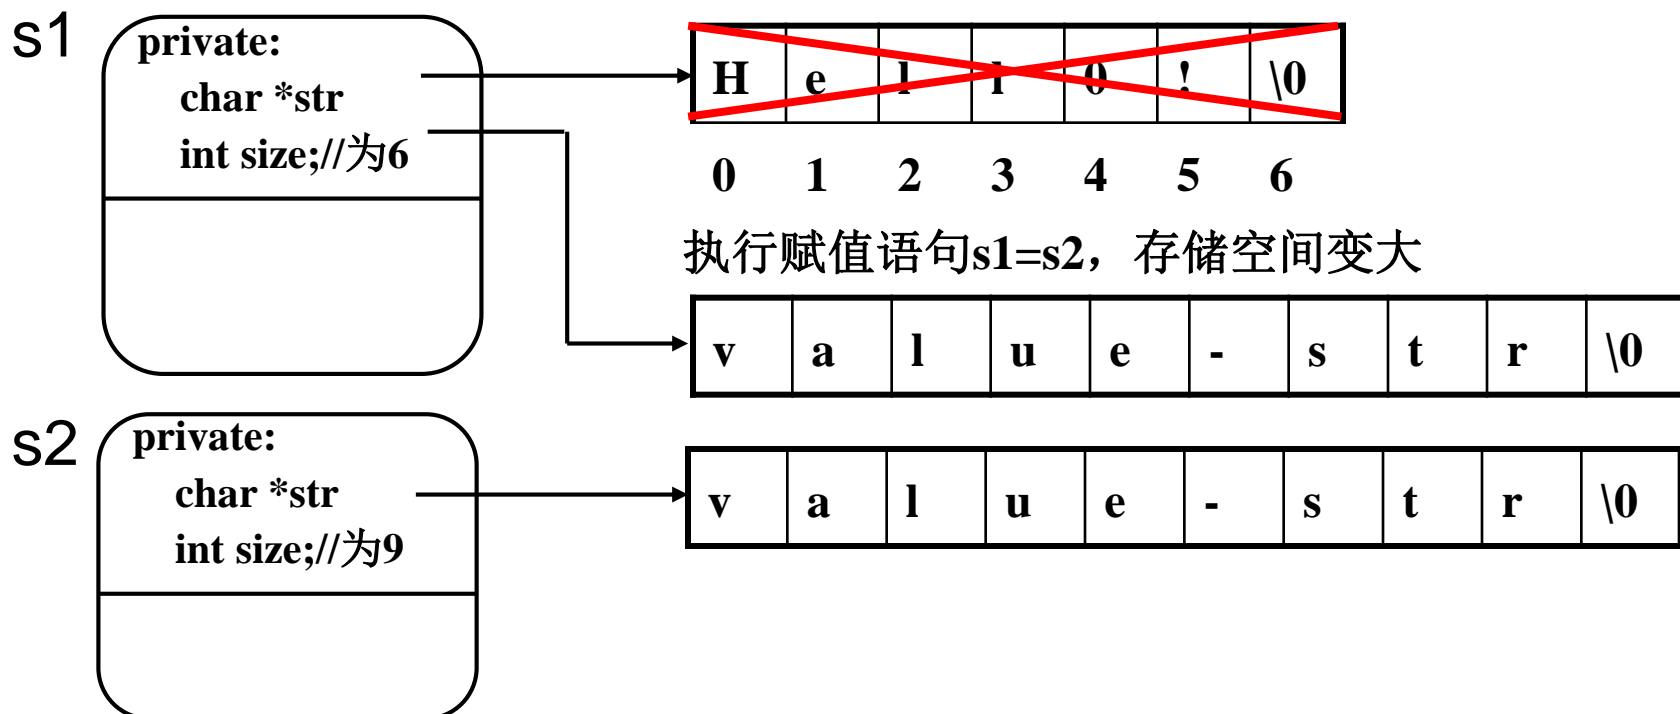 s1
private:
char *str
int size;//为6
H e l l 0 ! \0
0 1 2 3 4 5 6
执行赋值语句s1=s2，存储空间变大
v a l u e - s t r \0
s2
private:
char *str
int size;//为9
v a l u e - s t r \0